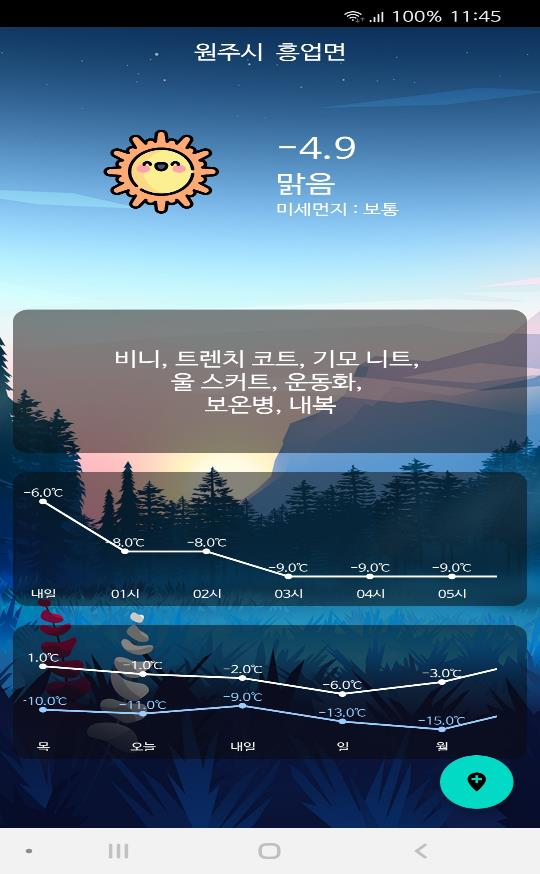 100% 11:45
원주시 흥업면
-4.9
맑음
미세먼지 : 보통
비니, 트렌치 코트, 기모 니트,
울 스커트, 운동화,
보온병, 내복
-6.0℃ -8.0℃ -8.0℃ -9.0℃ -9.0℃ -9.0℃
내일 01시 02시 03시 04시 05시
1.0℃ -1.0℃ -2.0℃ -6.0℃ -3.0℃
-10.0℃ -11.0℃ -9.0℃ -13.0℃ -15.0℃
목 오늘 내일 일 월